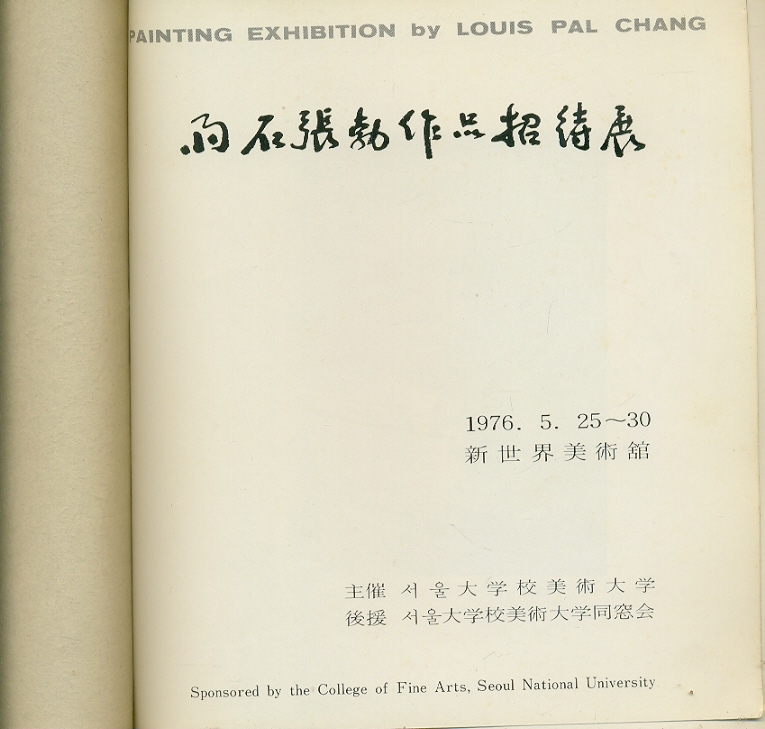 PAINTING EXHIBITION by LOUIS PAL CHANG
雨石張勃作品招待展
1976. 5. 25~30
新世界美術舘
主催 서울大学校美術大学
後援 서울大学校美術大学同窓会
Sponsored by the College of Fine Arts, Seoul National University